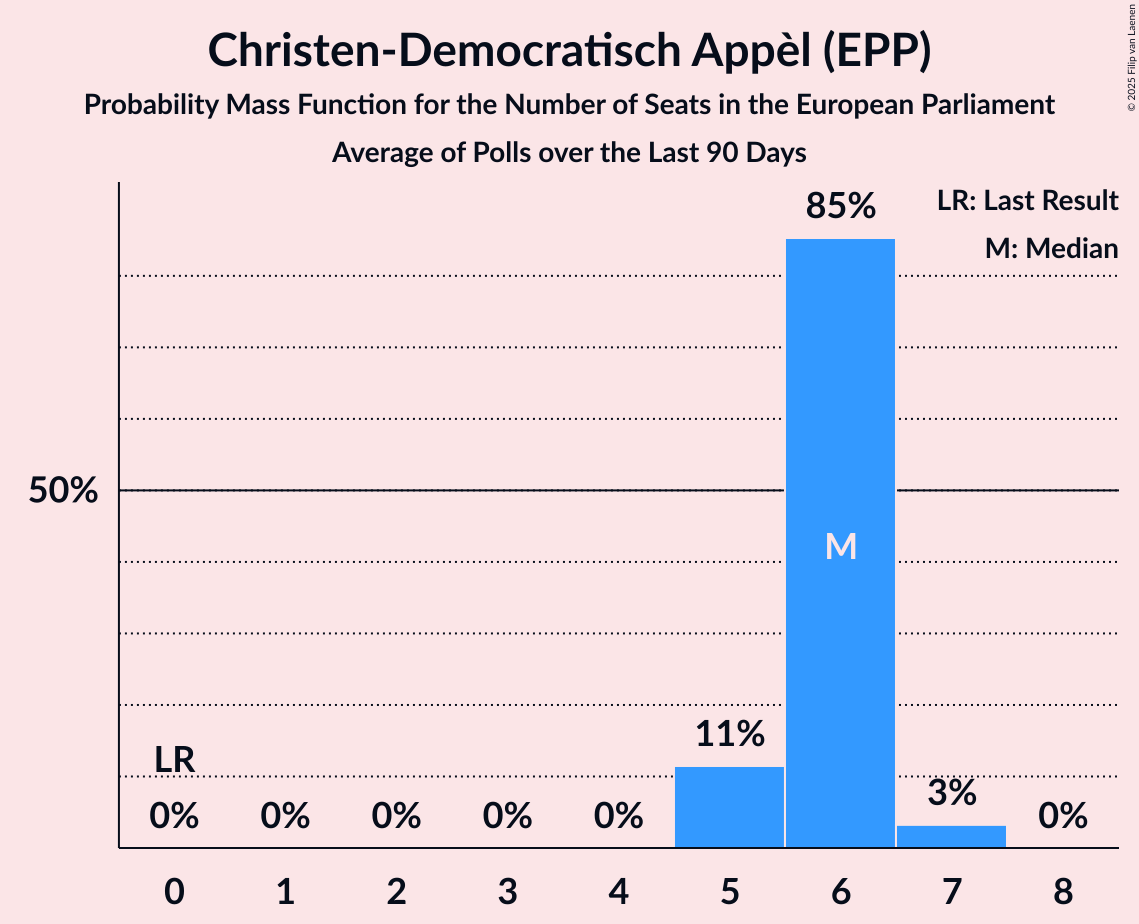 Christen-Democratisch Appèl (EPP)
Probability Mass Function for the Number of Seats in the European Parliament
Average of Polls over the Last 90 Days
© 2025 Filip van Laenen
LR: Last Result
M: Median
85%
50%
M
11%
LR
3%
0% 0% 0% 0% 0% 0%
0 1 2 3 4 5 6 7 8